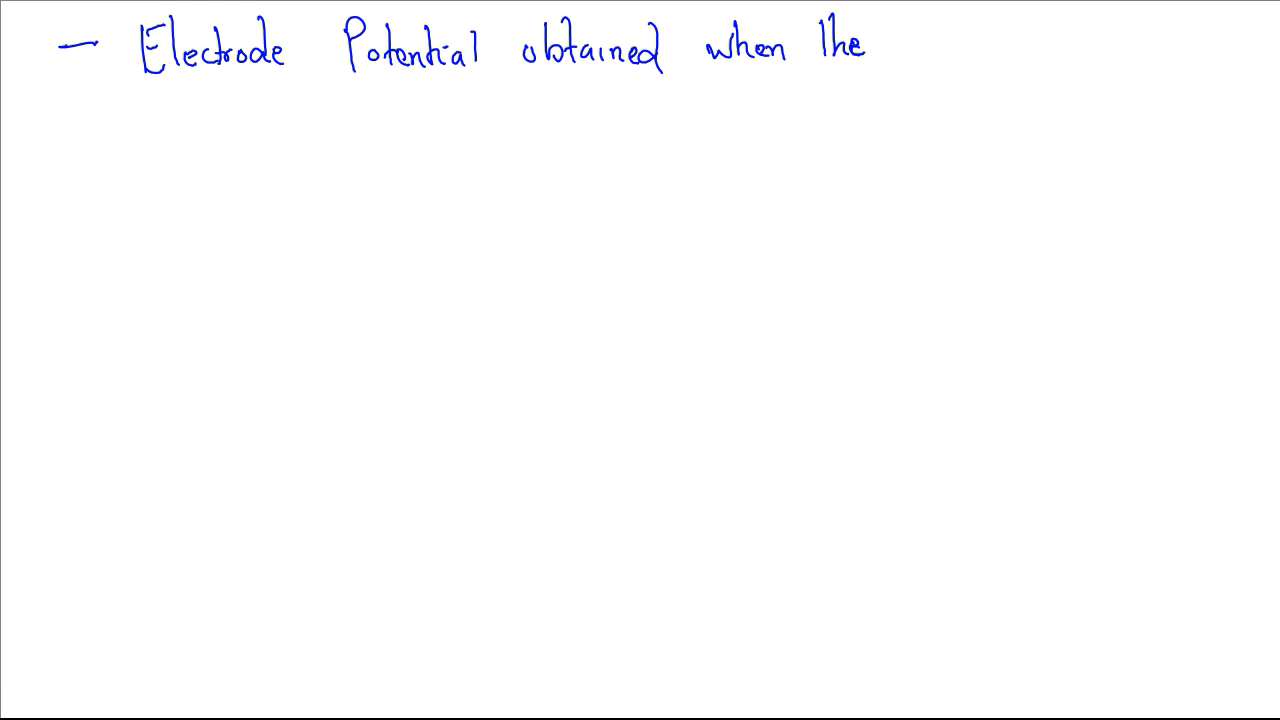 — Electrode Potential obtained when the